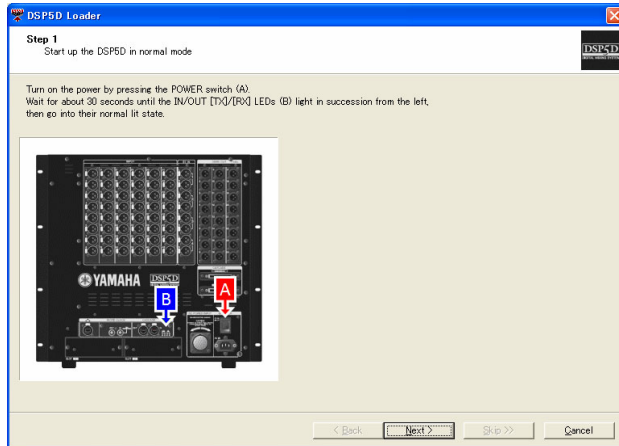 DSP5D Loader
Step 1
Start up the DSP5D in normal mode
DSP5D
Turn on the power by pressing the POWER switch (A).
Wait for about 30 seconds until the IN/OUT [TX]/[RX] LEDs (B) light in succession from the left,
then go into their normal lit state.
YAMAHA DSP5D
B
A
< Back
Next >
Skip >>
Cancel